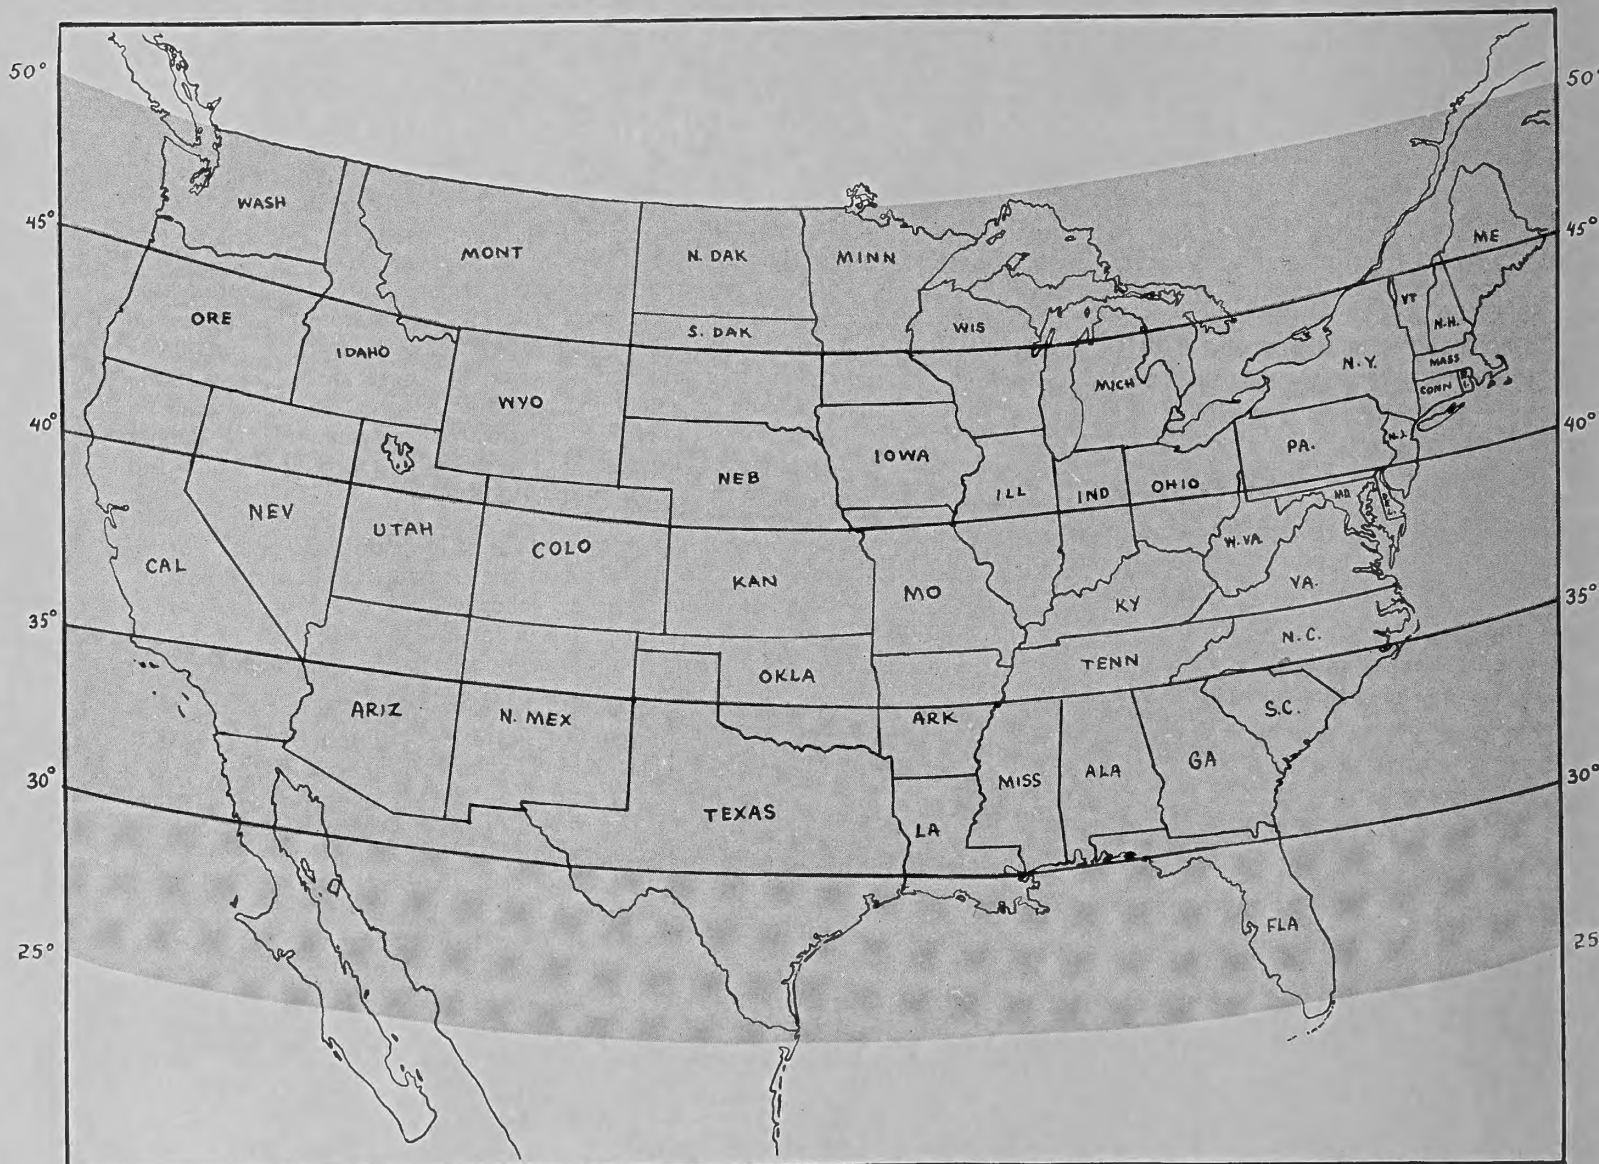 50°
50°
45°
45°
40°
40°
35°
35°
30°
30°
25°
25
WASH
MONT
N. DAK
MINN
ME
ORE
IDAHO
S. DAK
WIS
VT
N.H.
WYO
MICH
N.Y.
MASS
CONN
R.I.
NEB
IOWA
ILL
IND
OHIO
PA.
N.J.
NEV
UTAH
COLO
MD.
DEL.
CAL
KAN
MO
KY
W.VA.
VA.
OKLA
TENN
N.C.
ARIZ
N. MEX
ARK
S.C.
TEXAS
LA
MISS
ALA
GA
FLA